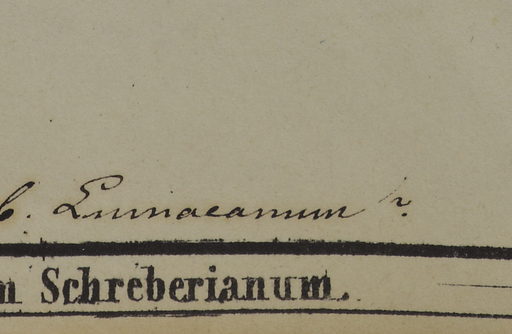 b. Linnaeanum ?
m Schreberianum.